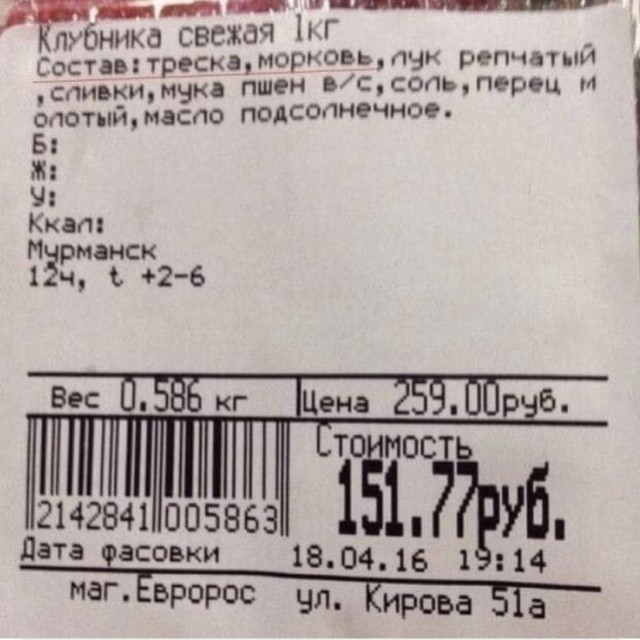 Клубника свежая 1кг
Состав:треска,морковь,лук репчатый
,сливки,мука пшен в/с,соль,перец м
олотый,масло подсолнечное.
Б:
Ж:
У:
Ккал:
Мурманск
12ч, t +2-6
Вес 0.586 кг Цена 259.00руб.
Стоимость
151.77руб.
2142841005863
Дата фасовки 18.04.16 19:14
маг.Евророс ул. Кирова 51а